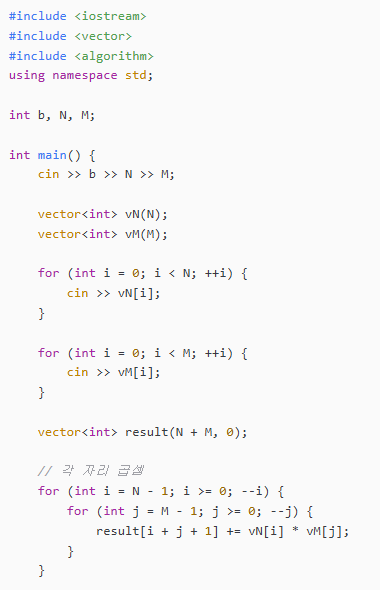 #include <iostream>
#include <vector>
#include <algorithm>
using namespace std;

int b, N, M;

int main() {
    cin >> b >> N >> M;

    vector<int> vN(N);
    vector<int> vM(M);

    for (int i = 0; i < N; ++i) {
        cin >> vN[i];
    }

    for (int i = 0; i < M; ++i) {
        cin >> vM[i];
    }

    vector<int> result(N + M, 0);

    // 각 자리 곱셈
    for (int i = N - 1; i >= 0; --i) {
        for (int j = M - 1; j >= 0; --j) {
            result[i + j + 1] += vN[i] * vM[j];
        }
    }